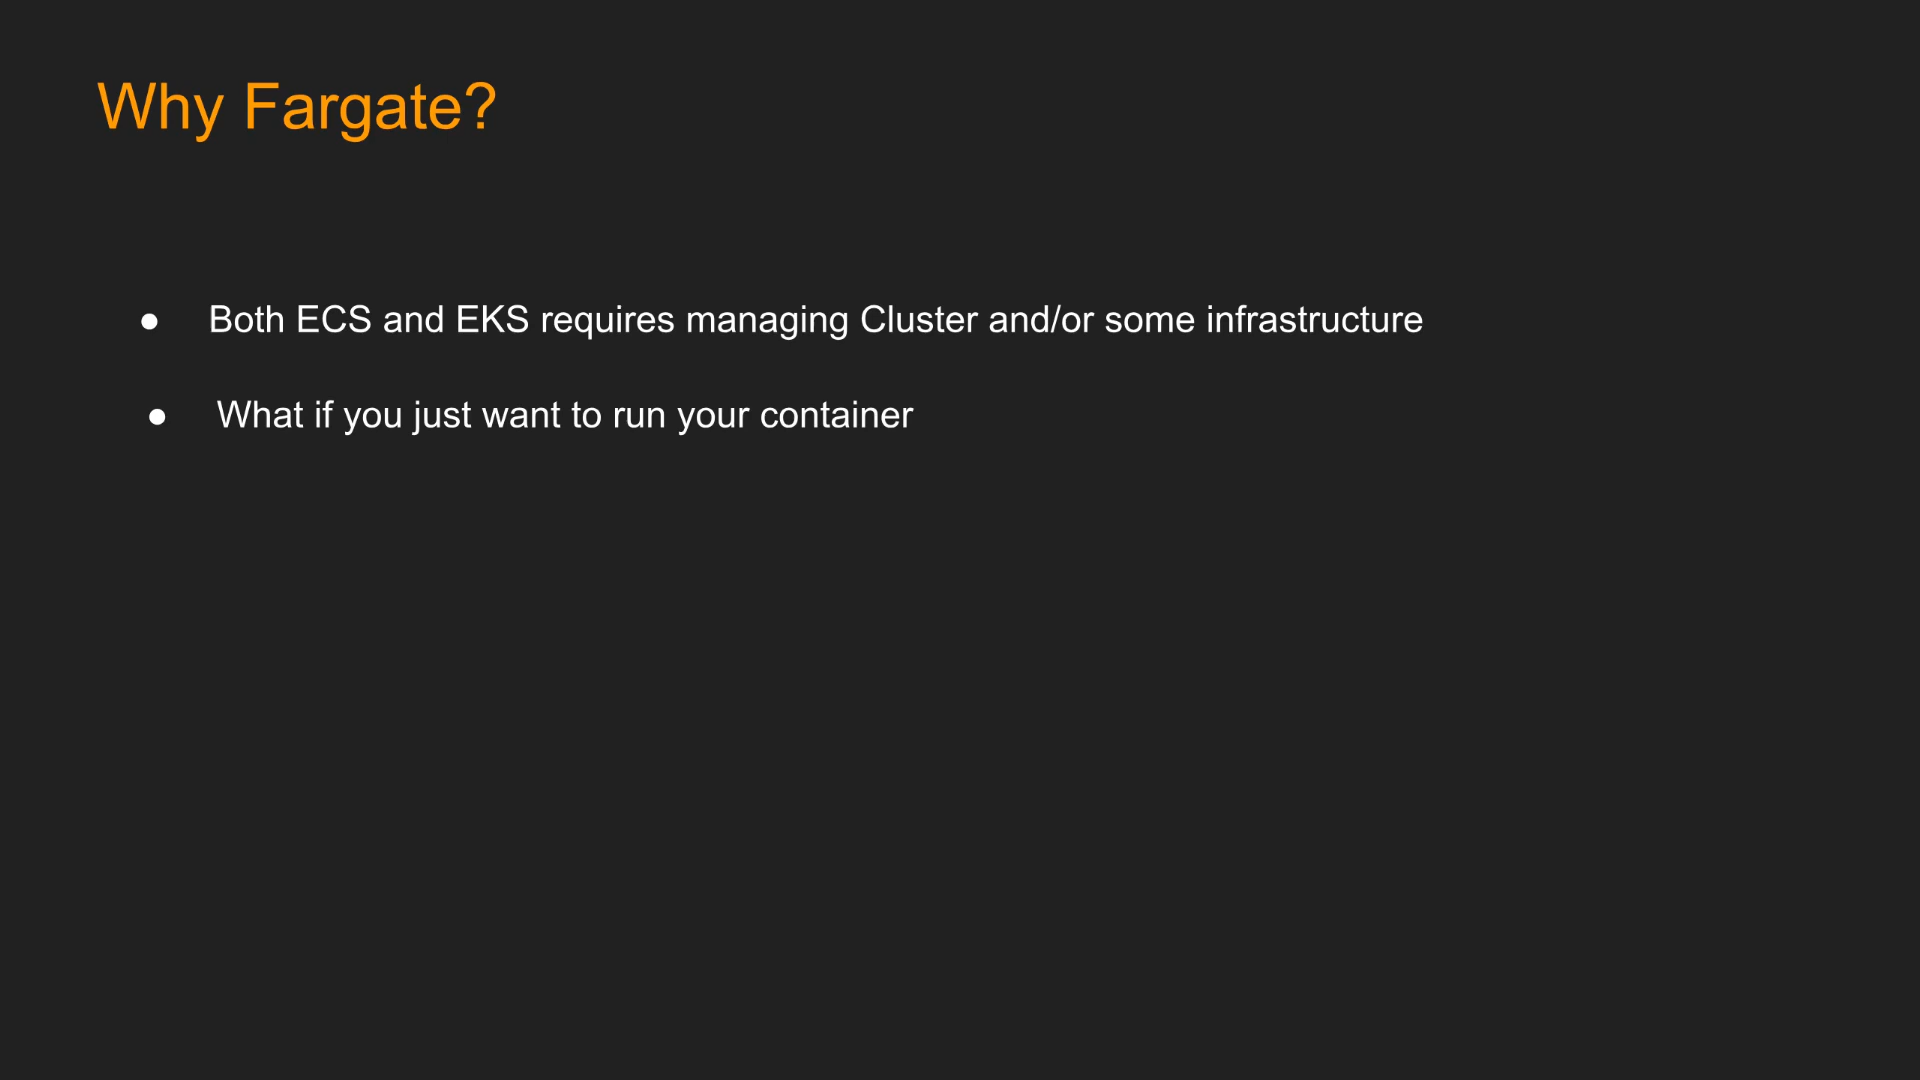 Why Fargate?
● Both ECS and EKS requires managing Cluster and/or some infrastructure
● What if you just want to run your container